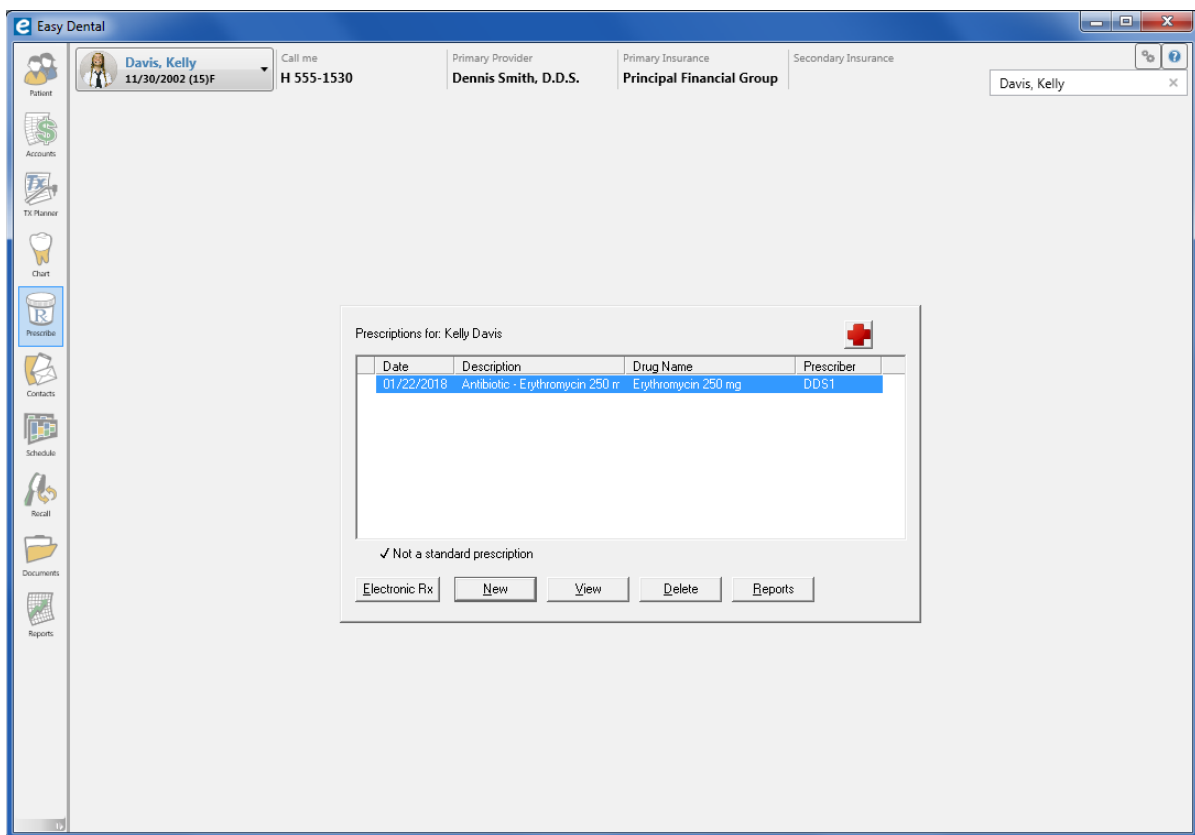 Easy Dental
Patient
Accounts
TX Planner
Chart
Prescribe
Contacts
Schedule
Recall
Documents
Reports
Davis, Kelly
11/30/2002 (15)F
Call me
H 555-1530
Primary Provider
Dennis Smith, D.D.S.
Primary Insurance
Principal Financial Group
Secondary Insurance
Davis, Kelly
Prescriptions for: Kelly Davis
Date Description Drug Name Prescriber
01/22/2018 Antibiotic - Erythromycin 250 Erythromycin 250 mg DDS1
✓ Not a standard prescription
Electronic Rx New View Delete Reports